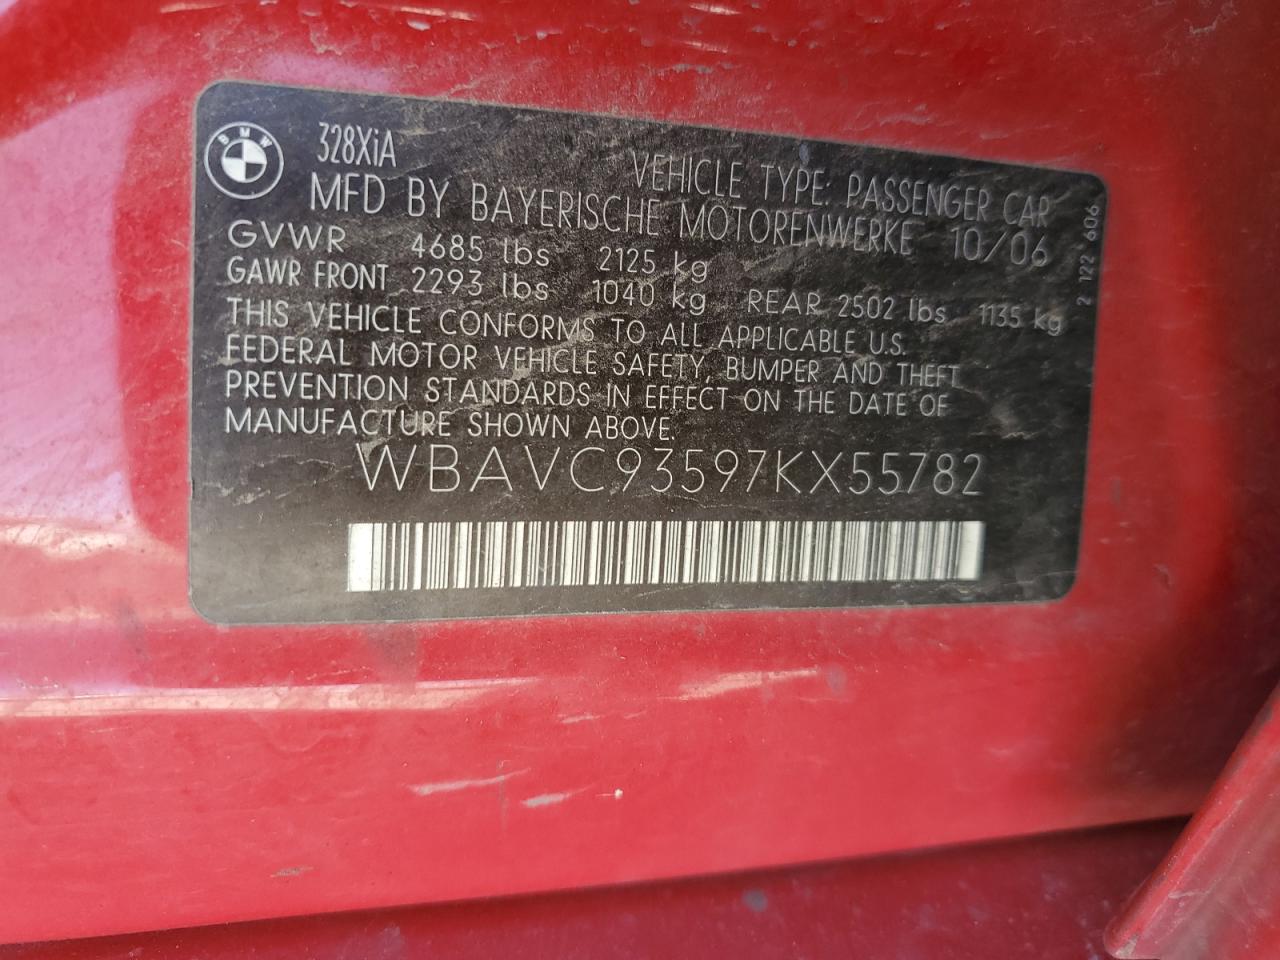 BMW
328XiA
VEHICLE TYPE: PASSENGER CAR
MFD BY BAYERISCHE MOTORENWERKE 10/06
GVWR 4685 lbs 2125 kg
GAWR FRONT 2293 lbs 1040 kg REAR 2502 lbs 1135 kg
THIS VEHICLE CONFORMS TO ALL APPLICABLE U.S.
FEDERAL MOTOR VEHICLE SAFETY, BUMPER AND THEFT
PREVENTION STANDARDS IN EFFECT ON THE DATE OF
MANUFACTURE SHOWN ABOVE.
WBAVC93597KX55782
2 122 606